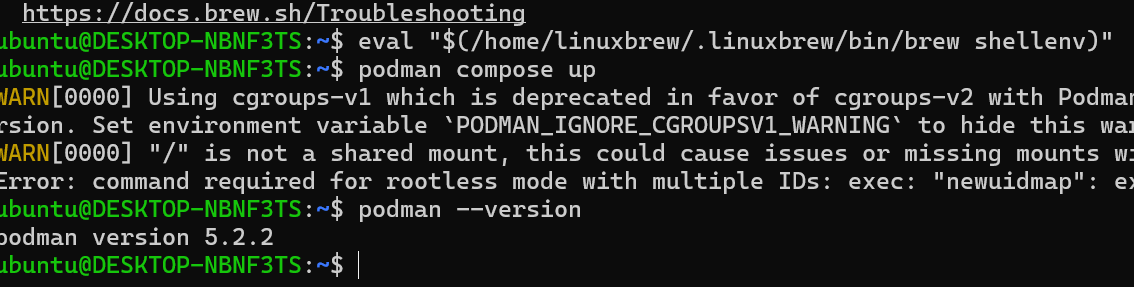 https://docs.brew.sh/Troubleshooting
ubuntu@DESKTOP-NBNF3TS:~$ eval "$(/home/linuxbrew/.linuxbrew/bin/brew shellenv)"
ubuntu@DESKTOP-NBNF3TS:~$ podman compose up
WARN[0000] Using cgroups-v1 which is deprecated in favor of cgroups-v2 with Podman
rsion. Set environment variable `PODMAN_IGNORE_CGROUPSV1_WARNING` to hide this war
WARN[0000] "/" is not a shared mount, this could cause issues or missing mounts wi
Error: command required for rootless mode with multiple IDs: exec: "newuidmap": ex
ubuntu@DESKTOP-NBNF3TS:~$ podman --version
podman version 5.2.2
ubuntu@DESKTOP-NBNF3TS:~$